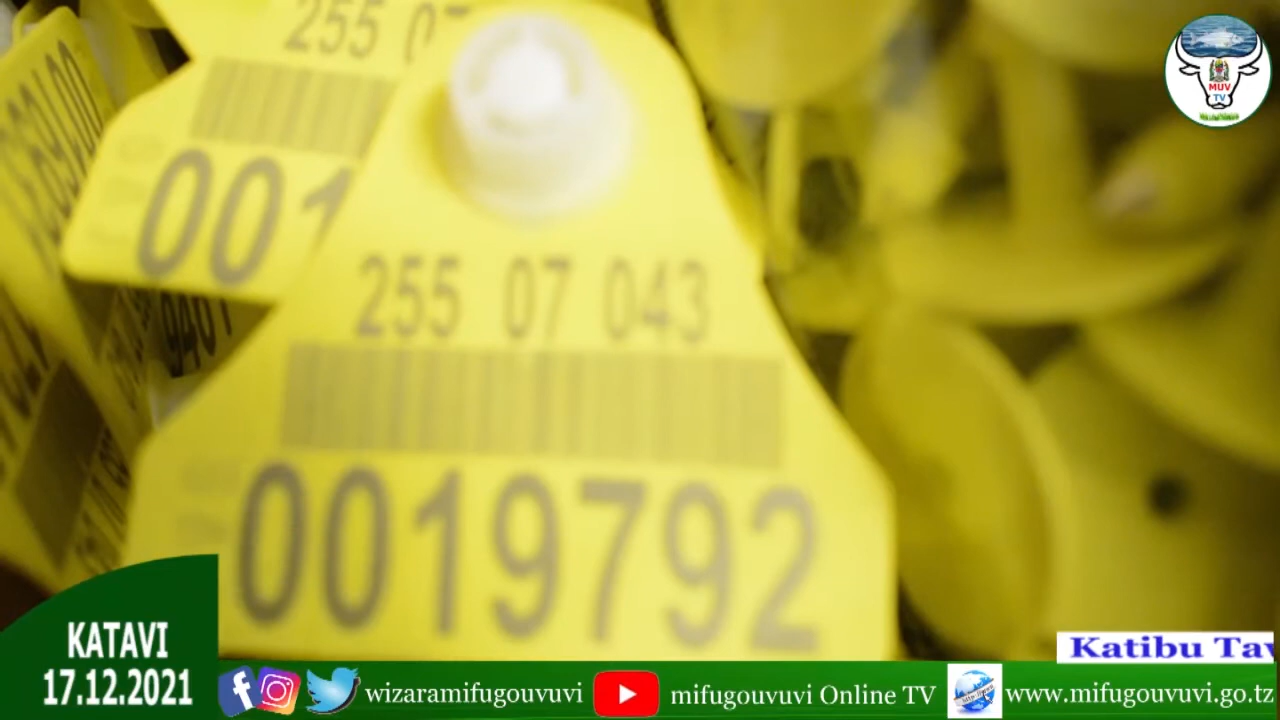 255 07
001
MUV
TV
255 07 043
0019792
KATAVI
17.12.2021
Katibu Tav
wizaramifugouvuvi
mifugouvuvi Online TV
www.mifugouvuvi.go.tz